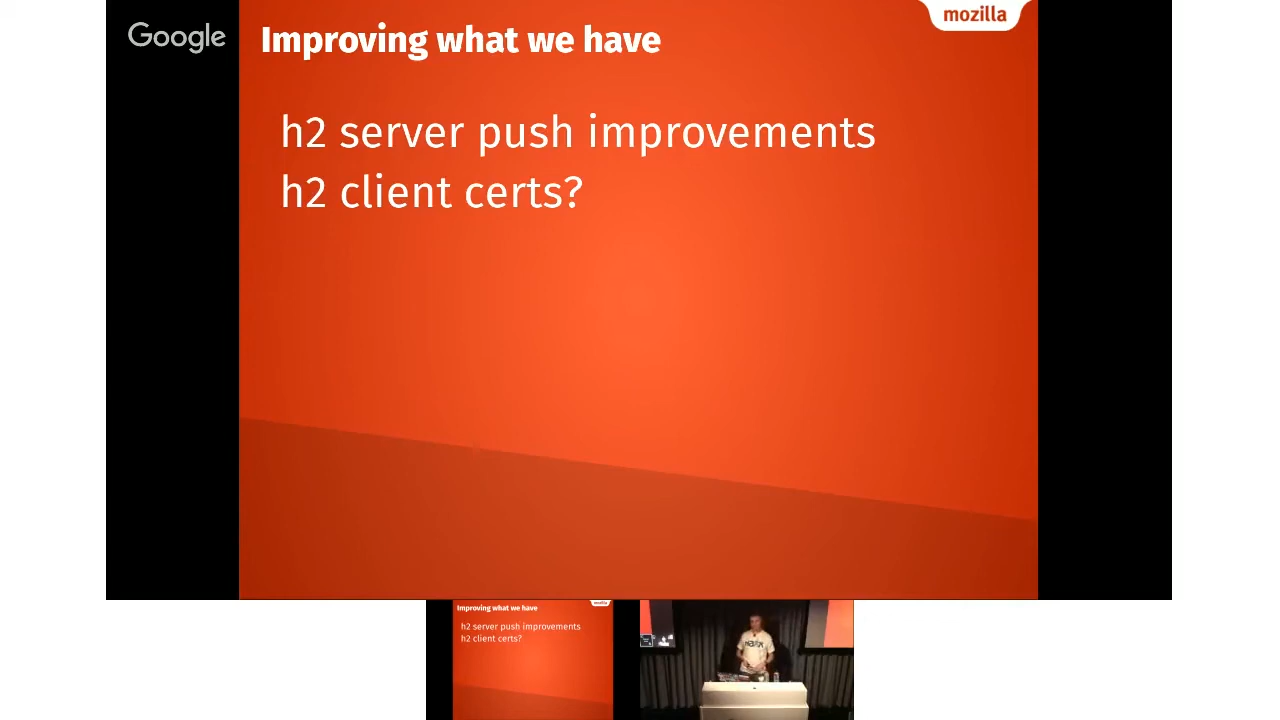 Google
Improving what we have
mozilla
h2 server push improvements
h2 client certs?
Improving what we have
mozilla
h2 server push improvements
h2 client certs?